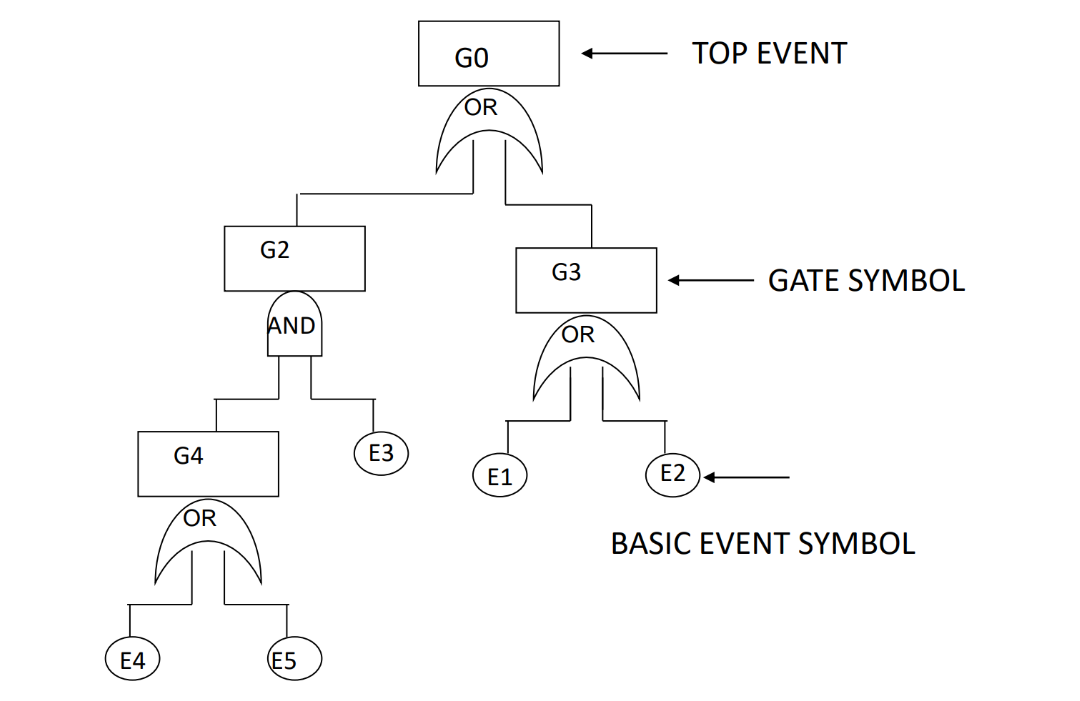 G0
TOP EVENT
OR
G2
G3
GATE SYMBOL
AND
OR
G4
E3
E1
E2
OR
BASIC EVENT SYMBOL
E4
E5